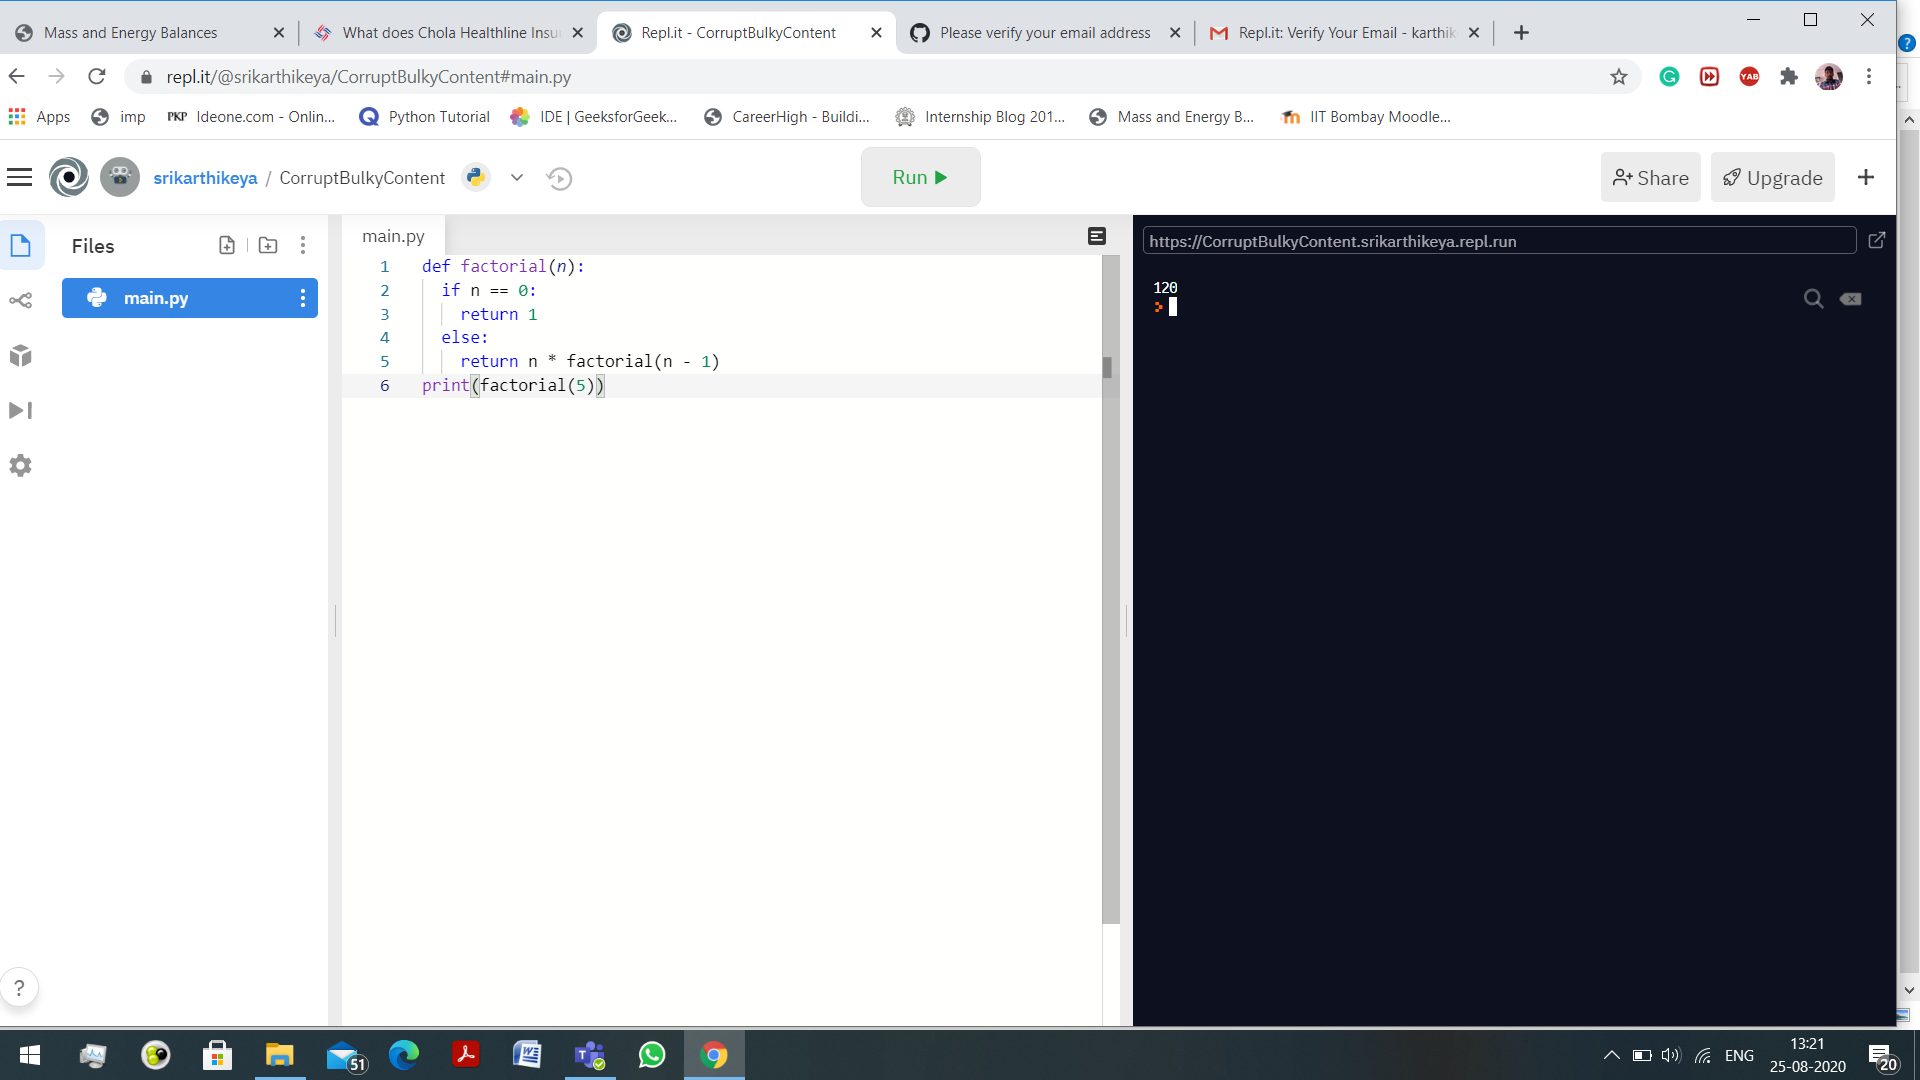 Mass and Energy Balances
What does Chola Healthline Insu
Repl.it - CorruptBulkyContent
Please verify your email address
Repl.it: Verify Your Email - karthik
repl.it/@srikarthikeya/CorruptBulkyContent#main.py
YAB
Apps
imp
PKP Ideone.com - Onlin...
Python Tutorial
IDE | GeeksforGeek...
CareerHigh - Buildi...
Internship Blog 201...
Mass and Energy B...
IIT Bombay Moodle...
srikarthikeya / CorruptBulkyContent
Run
Share
Upgrade
Files
main.py
main.py
1 def factorial(n):
2 if n == 0:
3 return 1
4 else:
5 return n * factorial(n - 1)
6 print(factorial(5))
https://CorruptBulkyContent.srikarthikeya.repl.run
120
>
?
51
ENG
13:21
25-08-2020
20